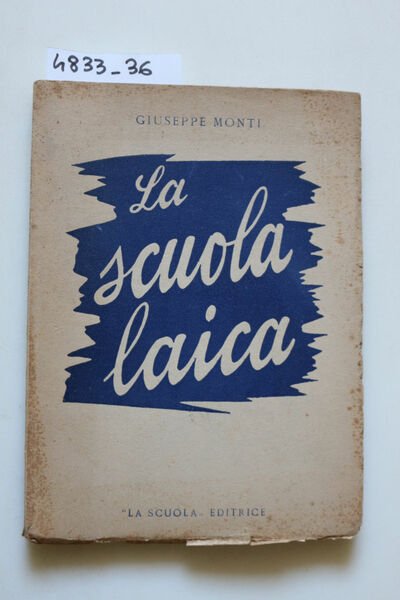 4833_36
GIUSEPPE MONTI
La
scuola
laica
"LA SCUOLA„ EDITRICE